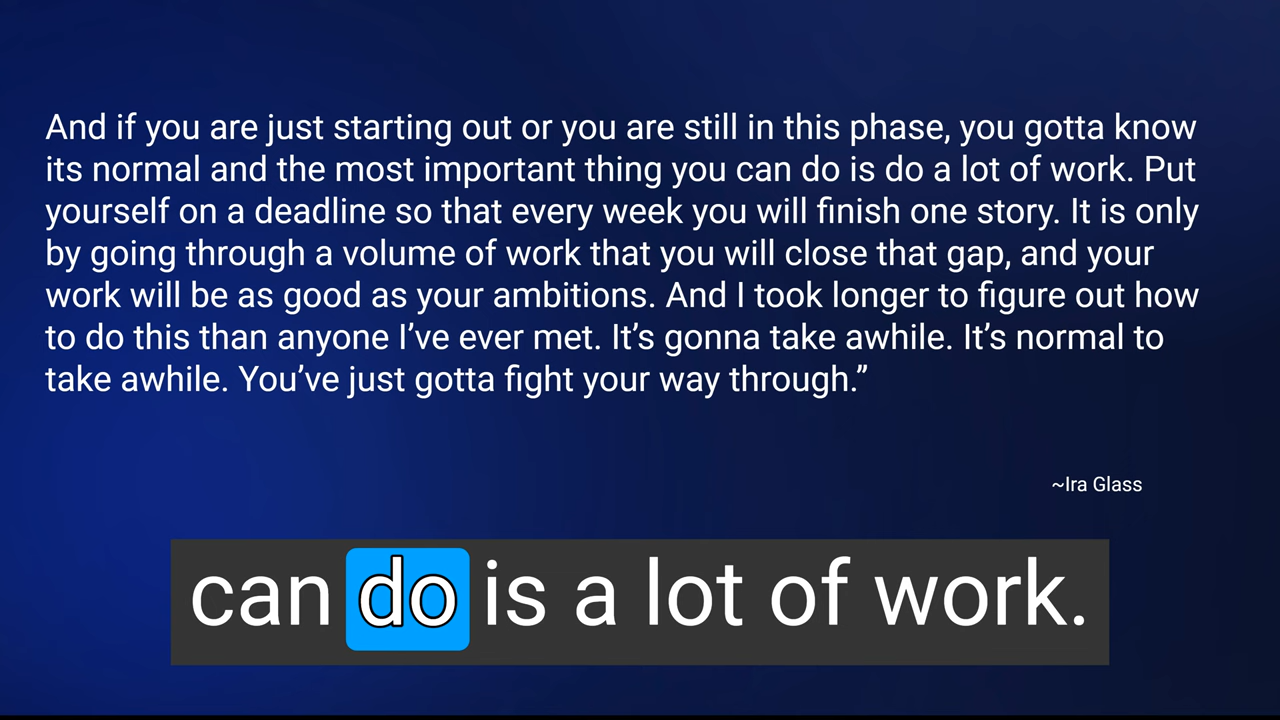 And if you are just starting out or you are still in this phase, you gotta know
its normal and the most important thing you can do is do a lot of work. Put
yourself on a deadline so that every week you will finish one story. It is only
by going through a volume of work that you will close that gap, and your
work will be as good as your ambitions. And I took longer to figure out how
to do this than anyone I’ve ever met. It’s gonna take awhile. It’s normal to
take awhile. You’ve just gotta fight your way through.”
~Ira Glass
can do is a lot of work.